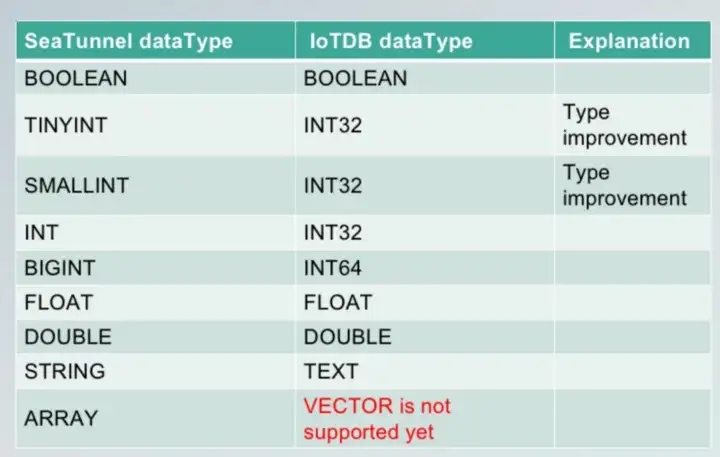 SeaTunnel dataType IoTDB dataType Explanation
BOOLEAN BOOLEAN
TINYINT INT32 Type
improvement
SMALLINT INT32 Type
improvement
INT INT32
BIGINT INT64
FLOAT FLOAT
DOUBLE DOUBLE
STRING TEXT
ARRAY VECTOR is not
supported yet